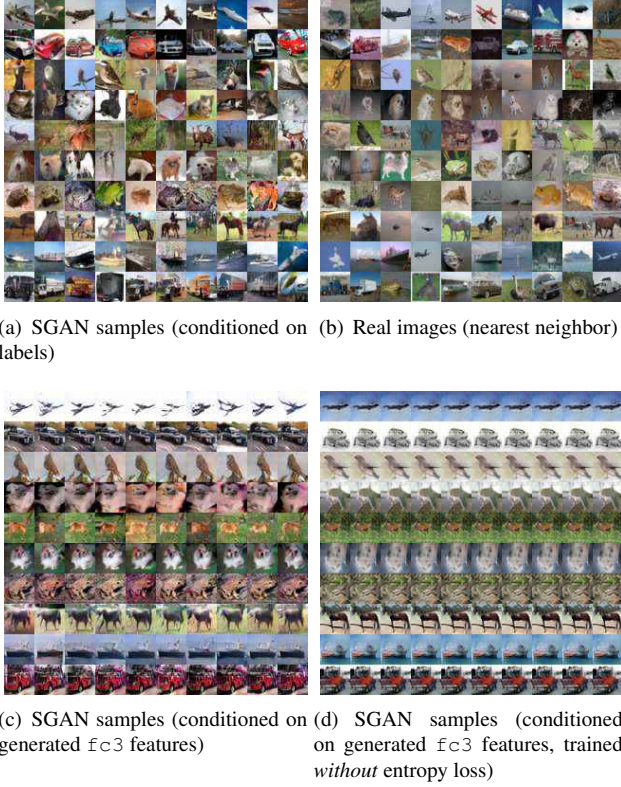 (a) SGAN samples (conditioned on
labels)
(b) Real images (nearest neighbor)
(c) SGAN samples (conditioned on
generated fc3 features)
(d) SGAN samples (conditioned
on generated fc3 features, trained
without entropy loss)